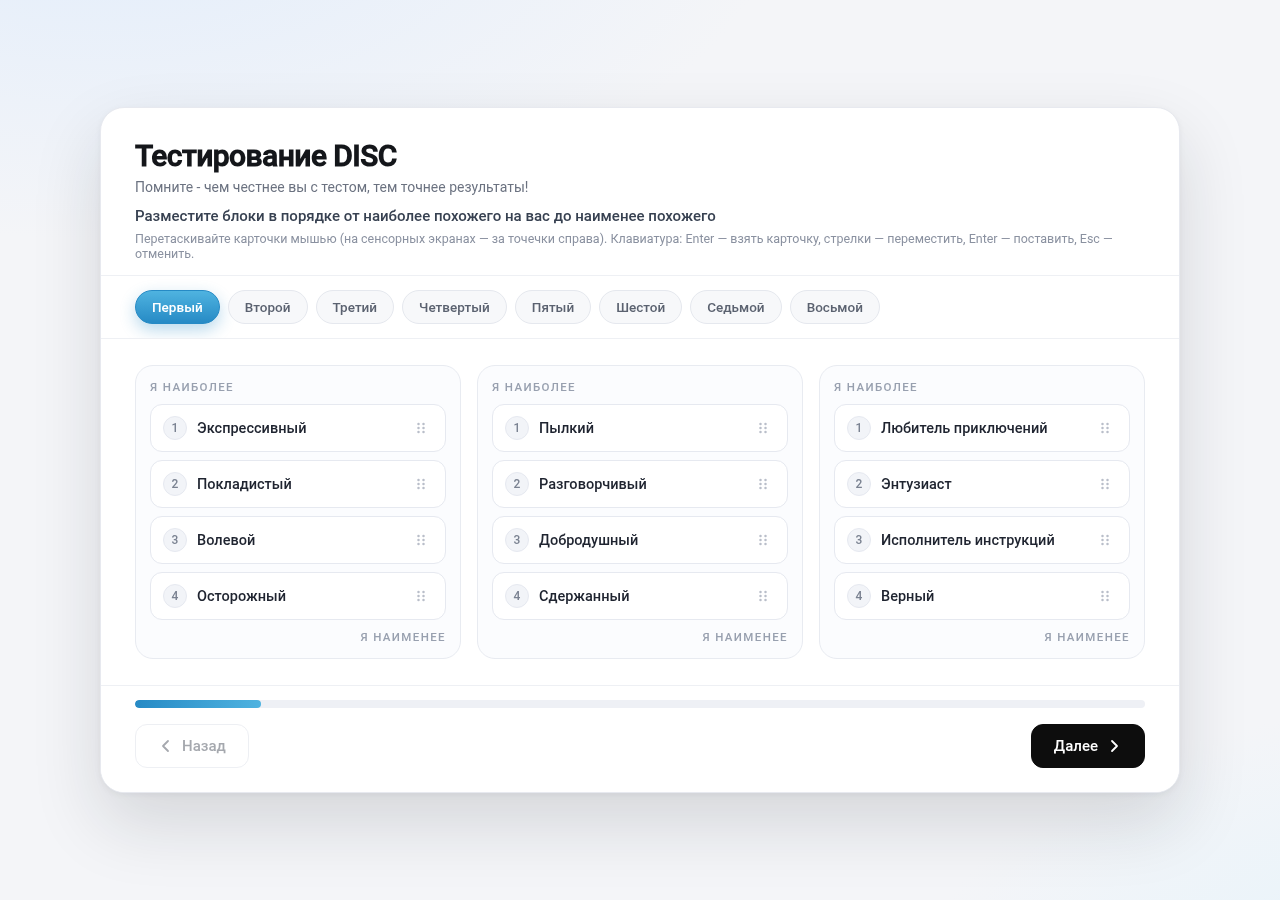 Тестирование DISC
Помните - чем честнее вы с тестом, тем точнее результаты!
Разместите блоки в порядке от наиболее похожего на вас до наименее похожего
Перетаскивайте карточки мышью (на сенсорных экранах — за точечки справа). Клавиатура: Enter — взять карточку, стрелки — переместить, Enter — поставить, Esc —
отменить.
Первый
Второй
Третий
Четвертый
Пятый
Шестой
Седьмой
Восьмой
Я НАИБОЛЕЕ
1 Экспрессивный
2 Покладистый
3 Волевой
4 Осторожный
Я НАИМЕНЕЕ
Я НАИБОЛЕЕ
1 Пылкий
2 Разговорчивый
3 Добродушный
4 Сдержанный
Я НАИМЕНЕЕ
Я НАИБОЛЕЕ
1 Любитель приключений
2 Энтузиаст
3 Исполнитель инструкций
4 Верный
Я НАИМЕНЕЕ
Назад
Далее